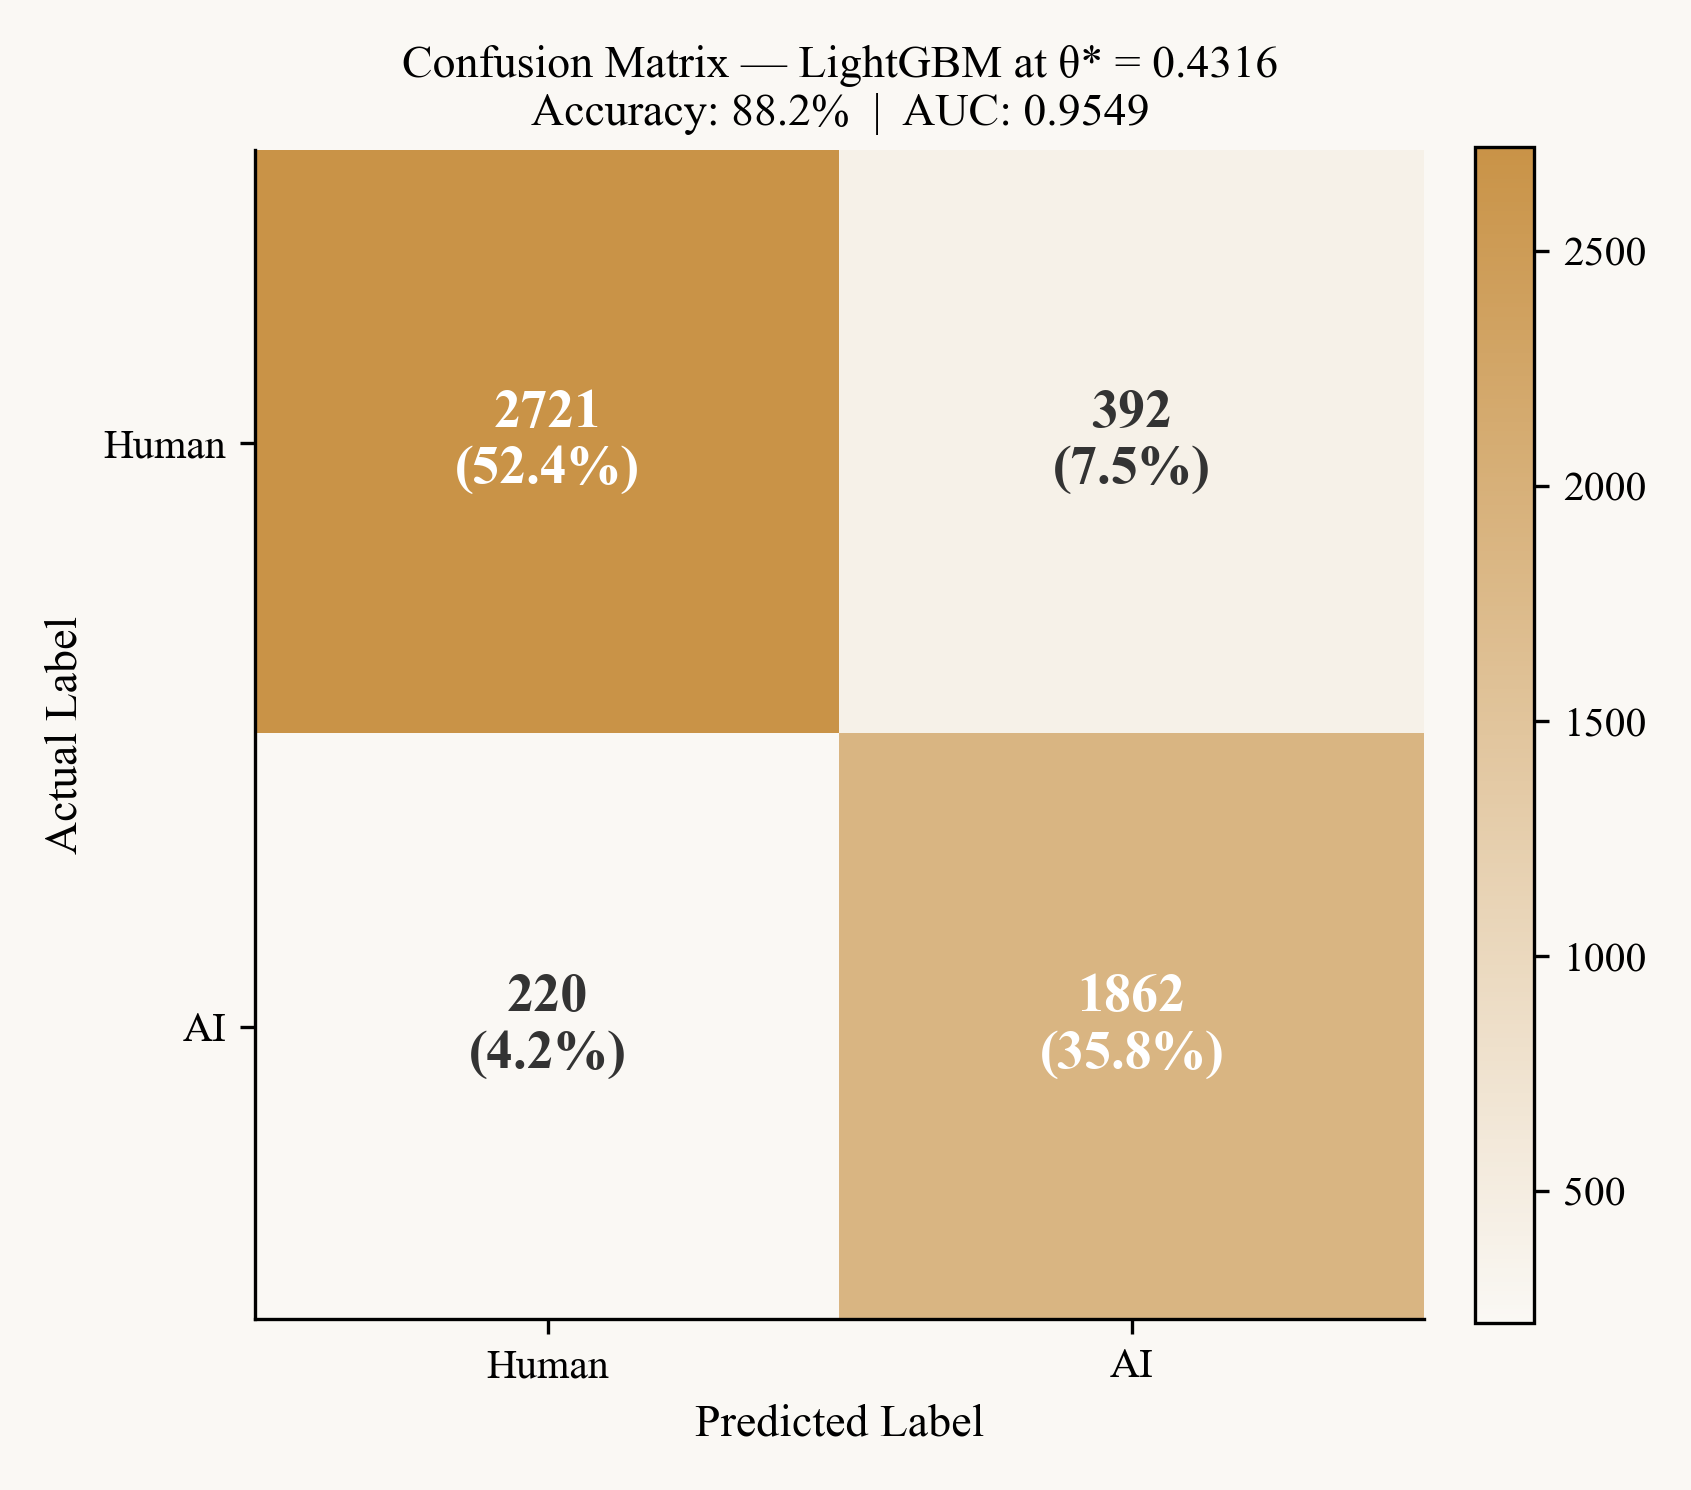 Confusion Matrix — LightGBM at θ* = 0.4316
Accuracy: 88.2% | AUC: 0.9549
Actual Label
Human
AI
2721
(52.4%)
392
(7.5%)
220
(4.2%)
1862
(35.8%)
Human
AI
Predicted Label
2500
2000
1500
1000
500